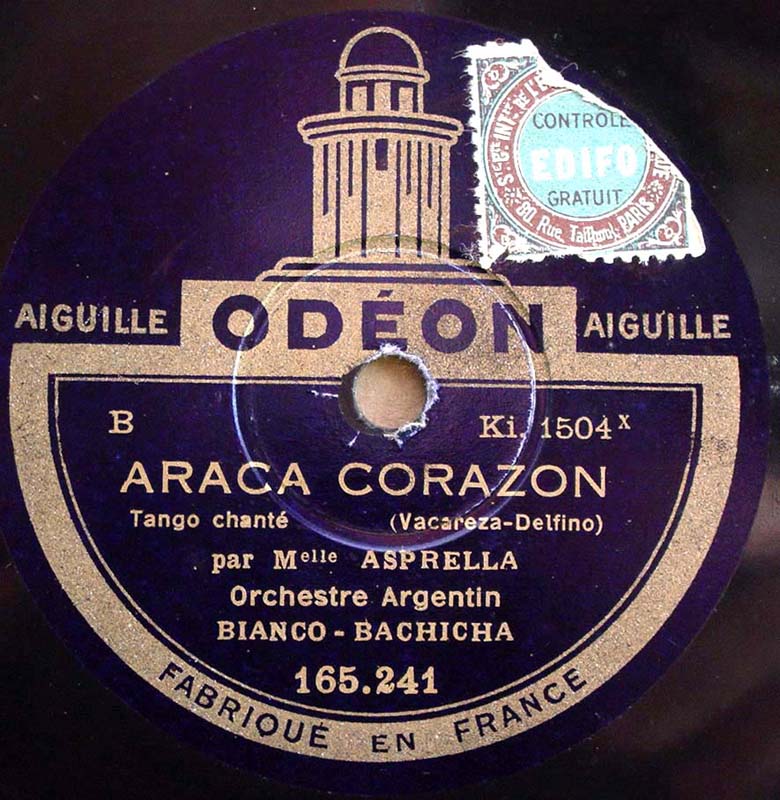 CONTROLE
EDIFO
GRATUIT
80, Rue Taitbout, PARIS
ODÉON
AIGUILLE AIGUILLE
B Ki. 1504 x
ARACA CORAZON
Tango chanté (Vacareza-Delfino)
par Melle ASPRELLA
Orchestre Argentin
BIANCO - BACHICHA
165.241
FABRIQUÉ EN FRANCE